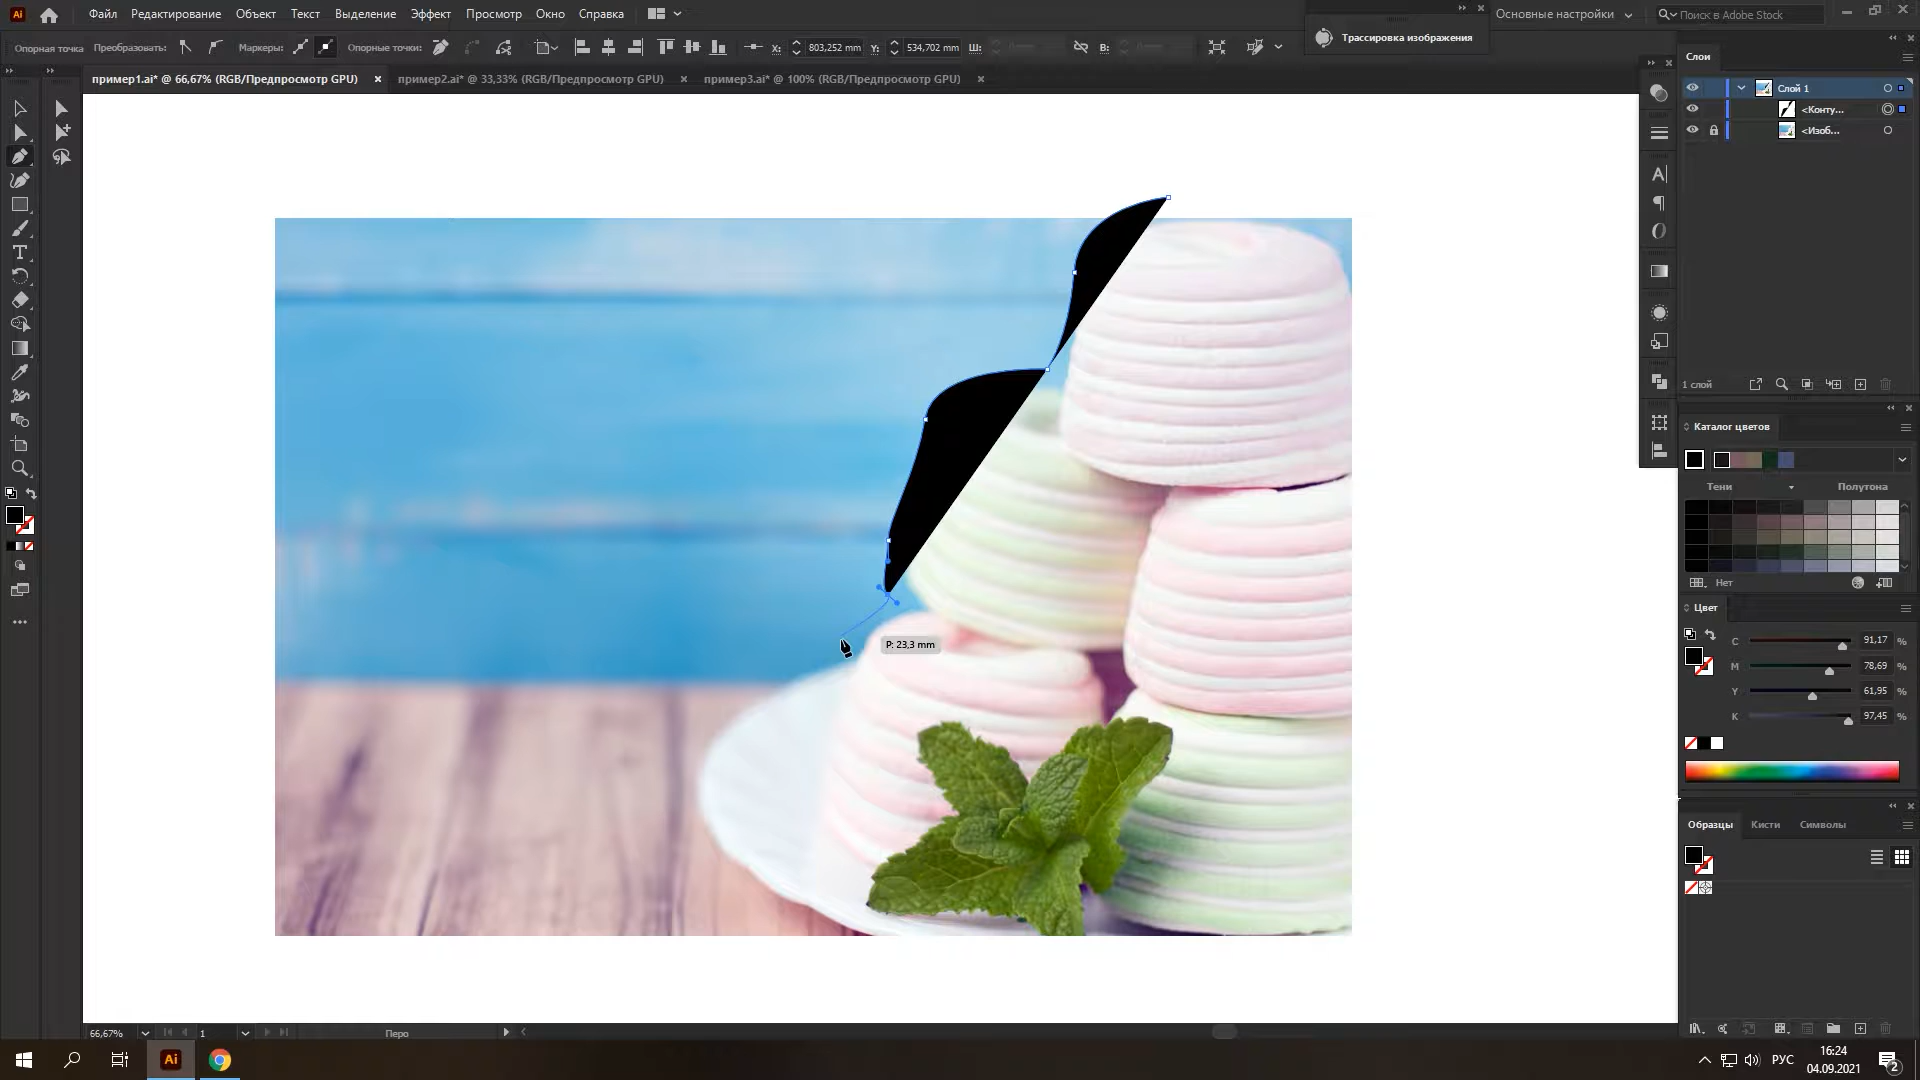 Ai Файл Редактирование Объект Текст Выделение Эффект Просмотр Окно Справка
Основные настройки
Поиск в Adobe Stock
Трассировка изображения
Опорная точка Преобразовать: Маркеры: Опорные точки: X: 803,252 mm Y: 534,702 mm Ш: В:
пример1.ai* @ 66,67% (RGB/Предпросмотр GPU) пример2.ai* @ 33,33% (RGB/Предпросмотр GPU) пример3.ai* @ 100% (RGB/Предпросмотр GPU)
Слои
Слой 1
<Конту...
<Изоб...
1 слой
Каталог цветов
Тени Полутона
Нет
Цвет
C 91,17 %
M 78,69 %
Y 61,95 %
K 97,45 %
P: 23,3 mm
Образцы Кисти Символы
66,67% 1 Перо
Ai
РУС
16:24
04.09.2021
2